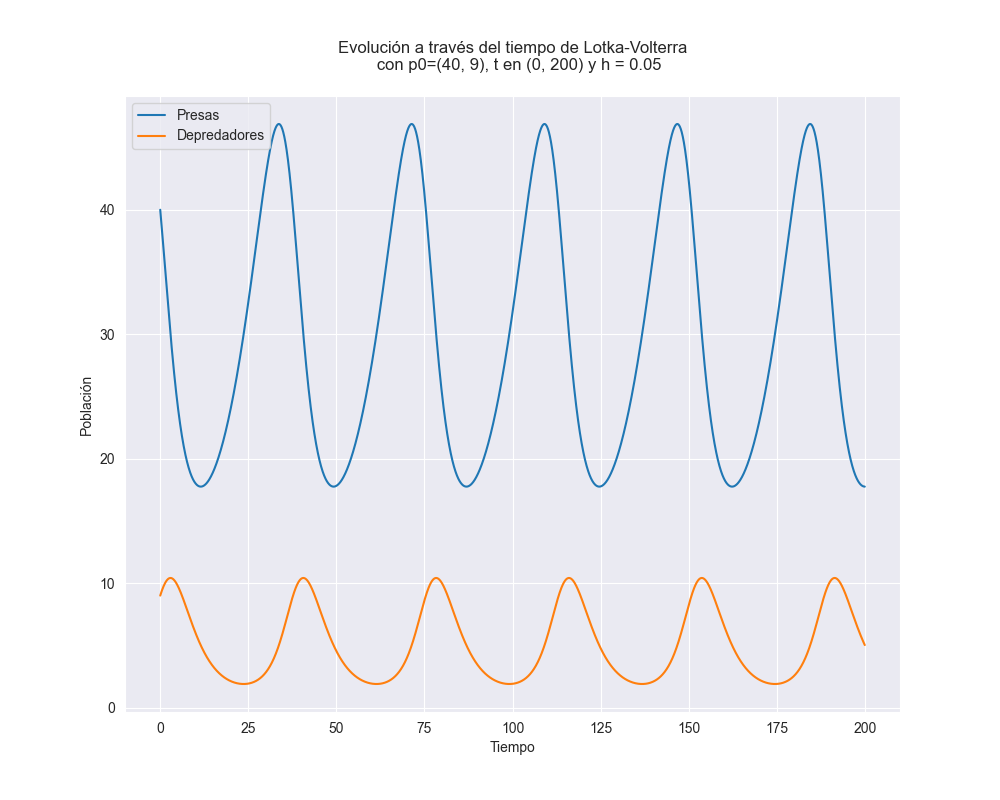 Evolución a través del tiempo de Lotka-Volterra
con p0=(40, 9), t en (0, 200) y h = 0.05
Presas
Depredadores
Población
40
30
20
10
0
0 25 50 75 100 125 150 175 200
Tiempo